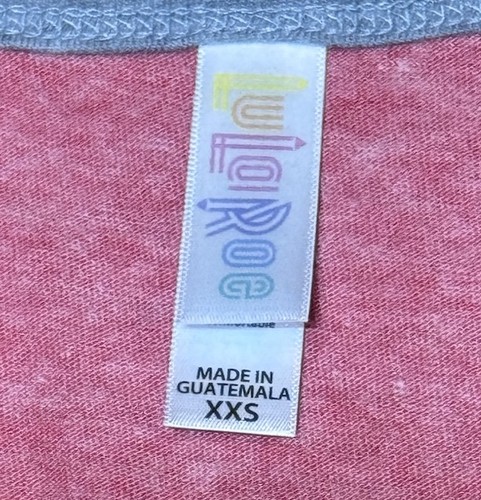 LuLaRoe
MADE IN
GUATEMALA
XXS